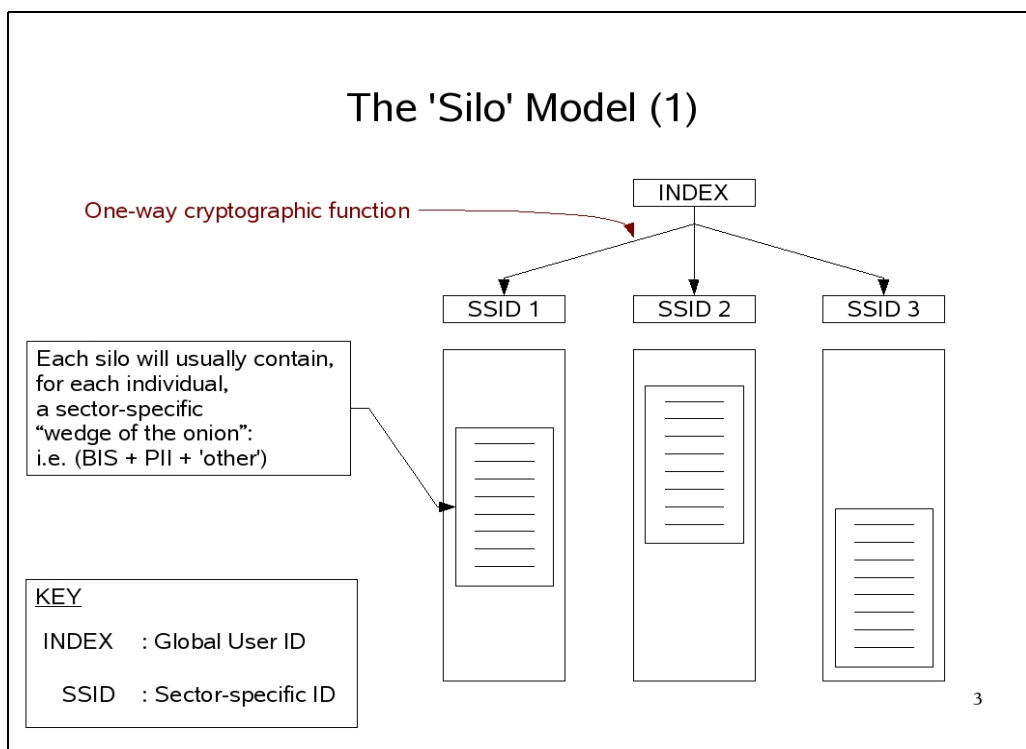 The 'Silo' Model (1)
INDEX
One-way cryptographic function
SSID 1
SSID 2
SSID 3
Each silo will usually contain,
for each individual,
a sector-specific
“wedge of the onion”:
i.e. (BIS + PII + 'other')
KEY
INDEX : Global User ID
SSID : Sector-specific ID
3